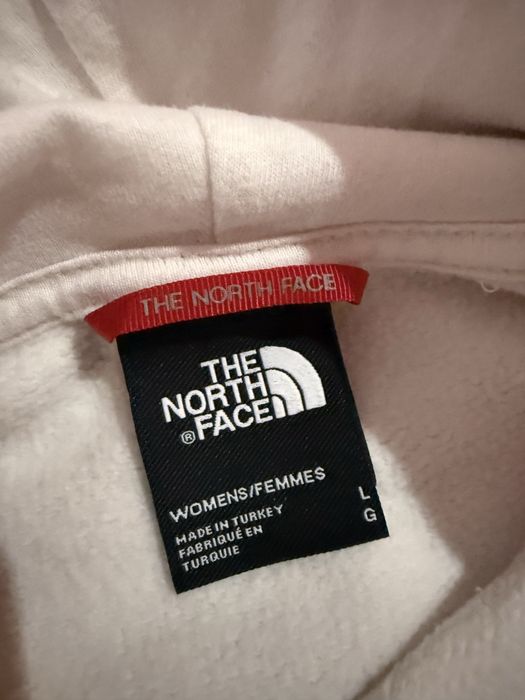 THE NORTH FACE
THE
NORTH
®FACE
WOMENS/FEMMES L
MADE IN TURKEY G
FABRIQUÉ EN
TURQUIE